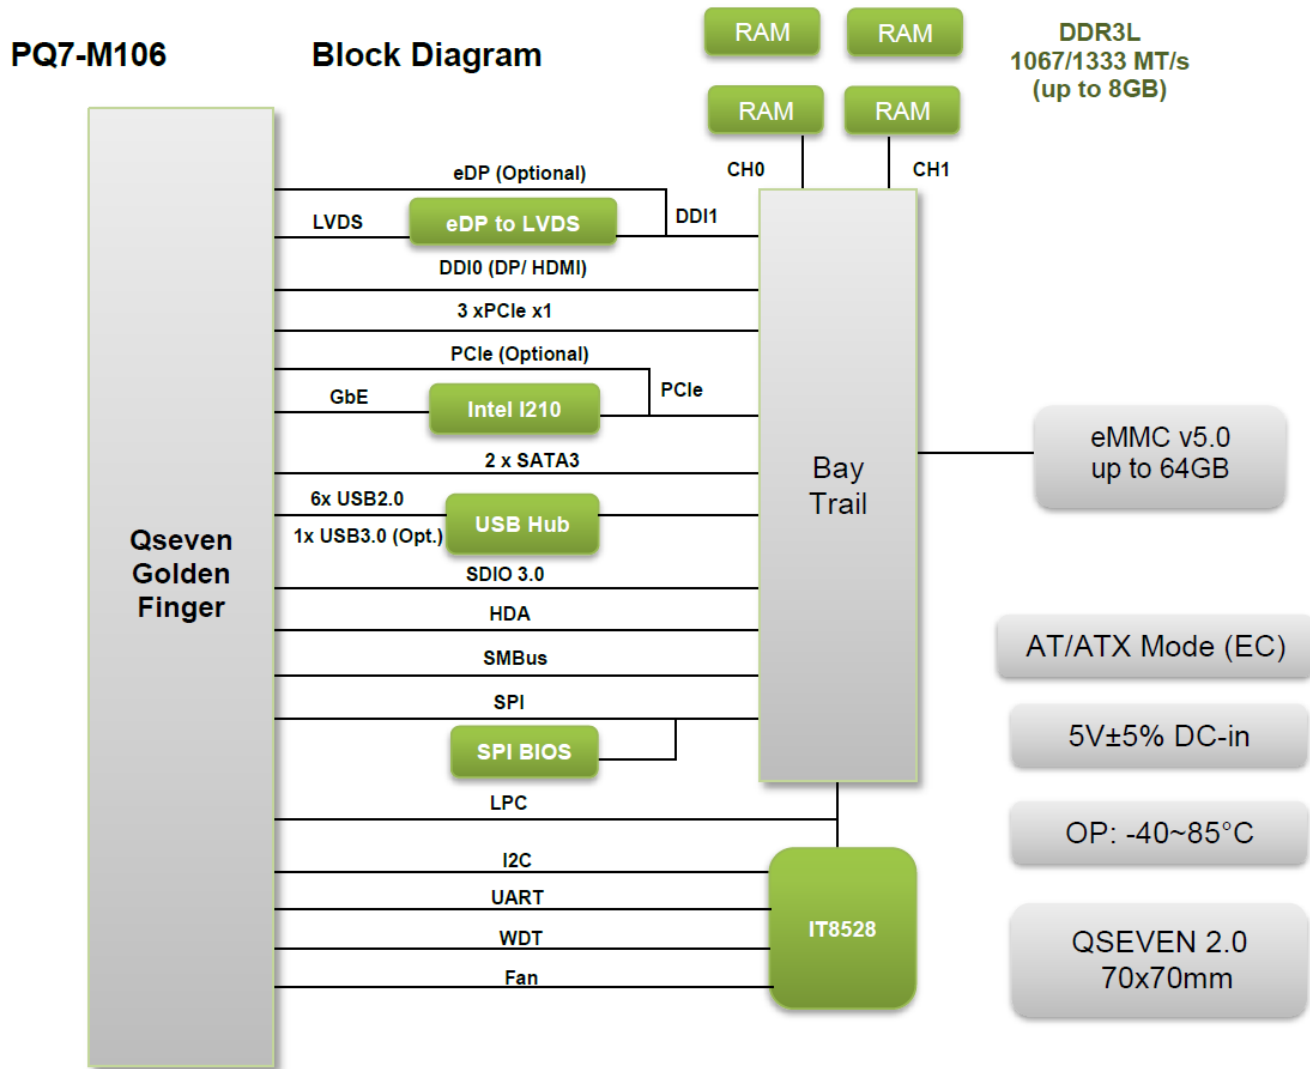 PQ7-M106
Block Diagram
RAM
RAM
DDR3L
1067/1333 MT/s
(up to 8GB)
RAM
RAM
CH0
CH1
eDP (Optional)
LVDS
eDP to LVDS
DDI1
DDI0 (DP/ HDMI)
3 xPCIe x1
PCIe (Optional)
GbE
Intel I210
PCIe
2 x SATA3
6x USB2.0
1x USB3.0 (Opt.)
USB Hub
SDIO 3.0
HDA
SMBus
SPI
SPI BIOS
LPC
I2C
UART
WDT
Fan
Qseven
Golden
Finger
Bay
Trail
IT8528
eMMC v5.0
up to 64GB
AT/ATX Mode (EC)
5V±5% DC-in
OP: -40~85°C
QSEVEN 2.0
70x70mm